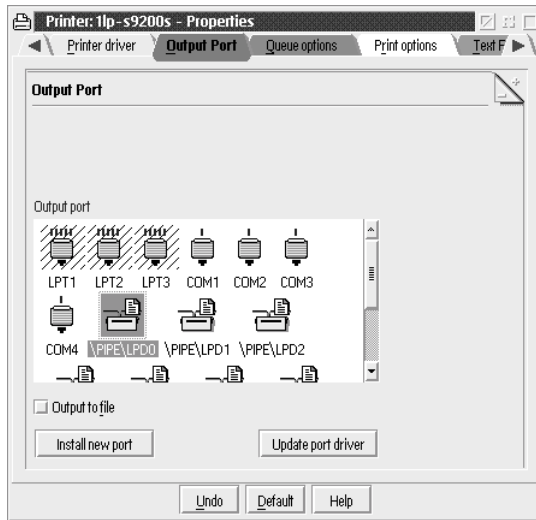 Printer: 1lp-s9200s - Properties
Printer driver Output Port Queue options Print options Text F
Output Port
Output port
LPT1 LPT2 LPT3 COM1 COM2 COM3
COM4 \PIPE\LPD0 \PIPE\LPD1 \PIPE\LPD2
Output to file
Install new port Update port driver
Undo Default Help